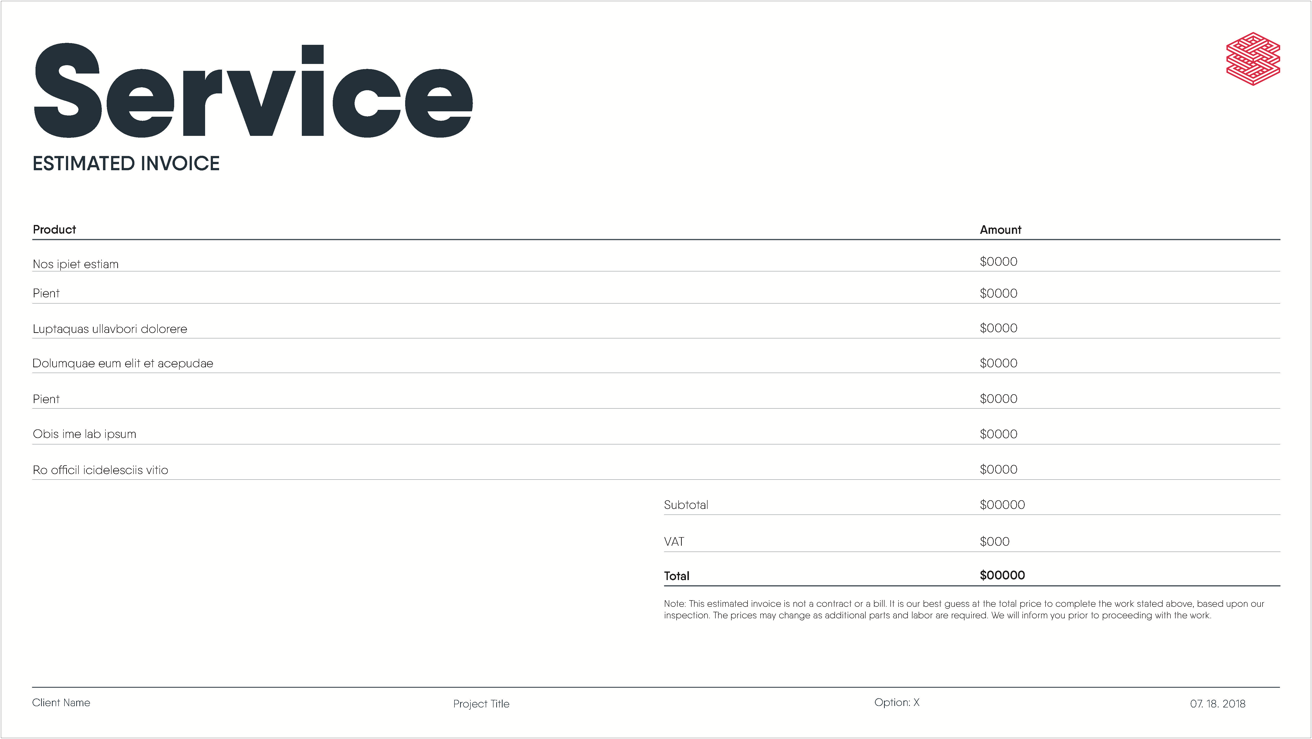 Service
ESTIMATED INVOICE
Product Amount
Nos ipiet estiam $0000
Pient $0000
Luptaquas ullavbori dolorere $0000
Dolumquae eum elit et acepudae $0000
Pient $0000
Obis ime lab ipsum $0000
Ro officil icidelesciis vitio $0000
Subtotal $00000
VAT $000
Total $00000
Note: This estimated invoice is not a contract or a bill. It is our best guess at the total price to complete the work stated above, based upon our
inspection. The prices may change as additional parts and labor are required. We will inform you prior to proceeding with the work.
Client Name Project Title Option: X 07. 18. 2018